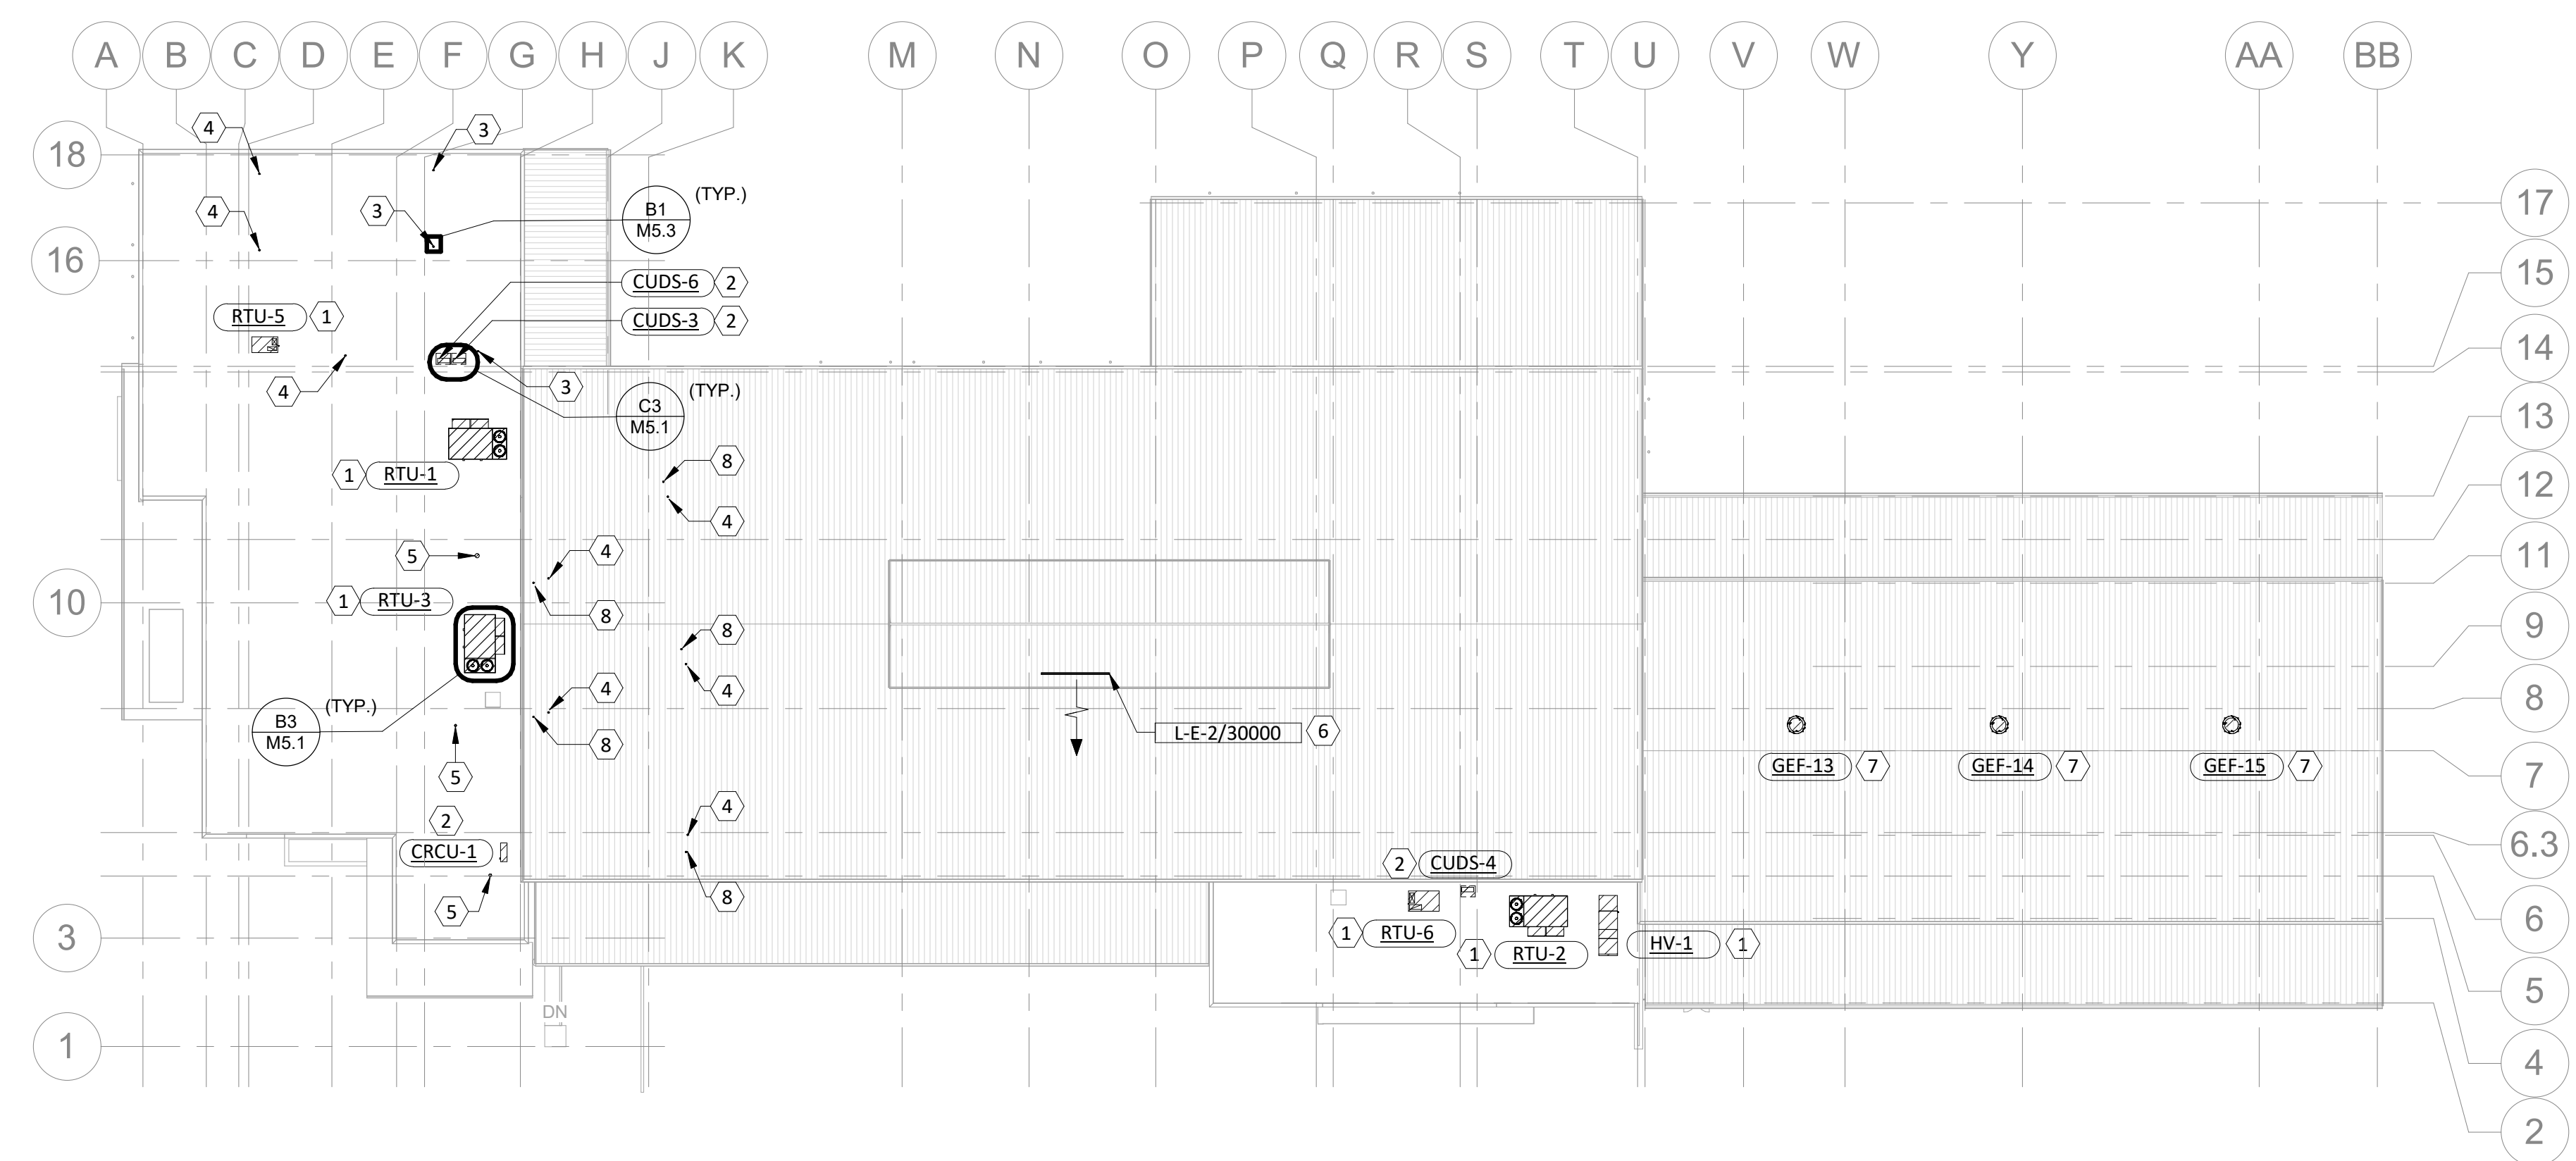 A B C D E F G H J K M N O P Q R S T U V W Y AA BB
4
3
18
(TYP.)
4
3
B1
M5.3
17
16
CUDS-6 2
15
RTU-5 1
CUDS-3 2
14
4
3
(TYP.)
C3
M5.1
13
8
1 RTU-1
12
4
5
4
11
1 RTU-3
10
8
8
9
4
4
8
(TYP.)
B3
M5.1
8
L-E-2/30000 6
5
GEF-13 7
GEF-14 7
GEF-15 7
7
4
2
CRCU-1
6.3
2 CUDS-4
8
5
6
1 RTU-6
3
1 RTU-2
HV-1 1
5
DN
1
4
2